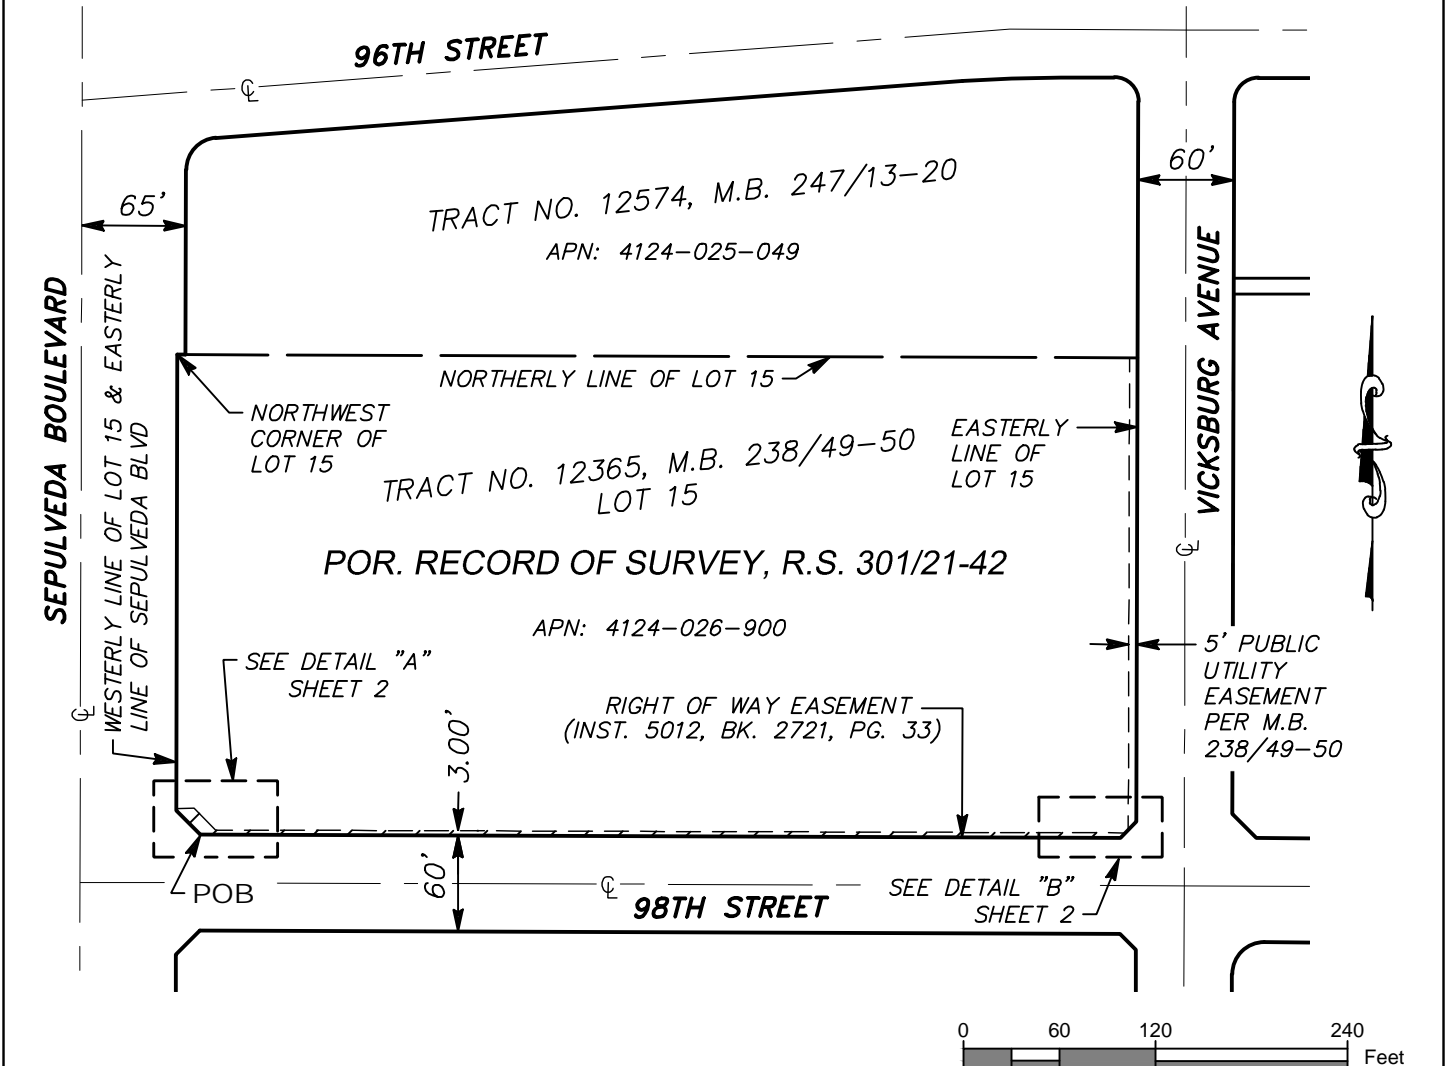 96TH STREET
℄
60'
TRACT NO. 12574, M.B. 247/13-20
65'
APN: 4124-025-049
SEPULVEDA BOULEVARD
WESTERLY LINE OF LOT 15 & EASTERLY
LINE OF SEPULVEDA BLVD
VICKSBURG AVENUE
NORTHERLY LINE OF LOT 15
NORTHWEST
CORNER OF
LOT 15
EASTERLY
LINE OF
LOT 15
TRACT NO. 12365, M.B. 238/49-50
LOT 15
POR. RECORD OF SURVEY, R.S. 301/21-42
℄
APN: 4124-026-900
5' PUBLIC
UTILITY
EASEMENT
PER M.B.
238/49-50
SEE DETAIL "A"
SHEET 2
℄
RIGHT OF WAY EASEMENT
(INST. 5012, BK. 2721, PG. 33)
3.00'
60'
POB
℄
98TH STREET
SEE DETAIL "B"
SHEET 2
0 60 120 240
Feet